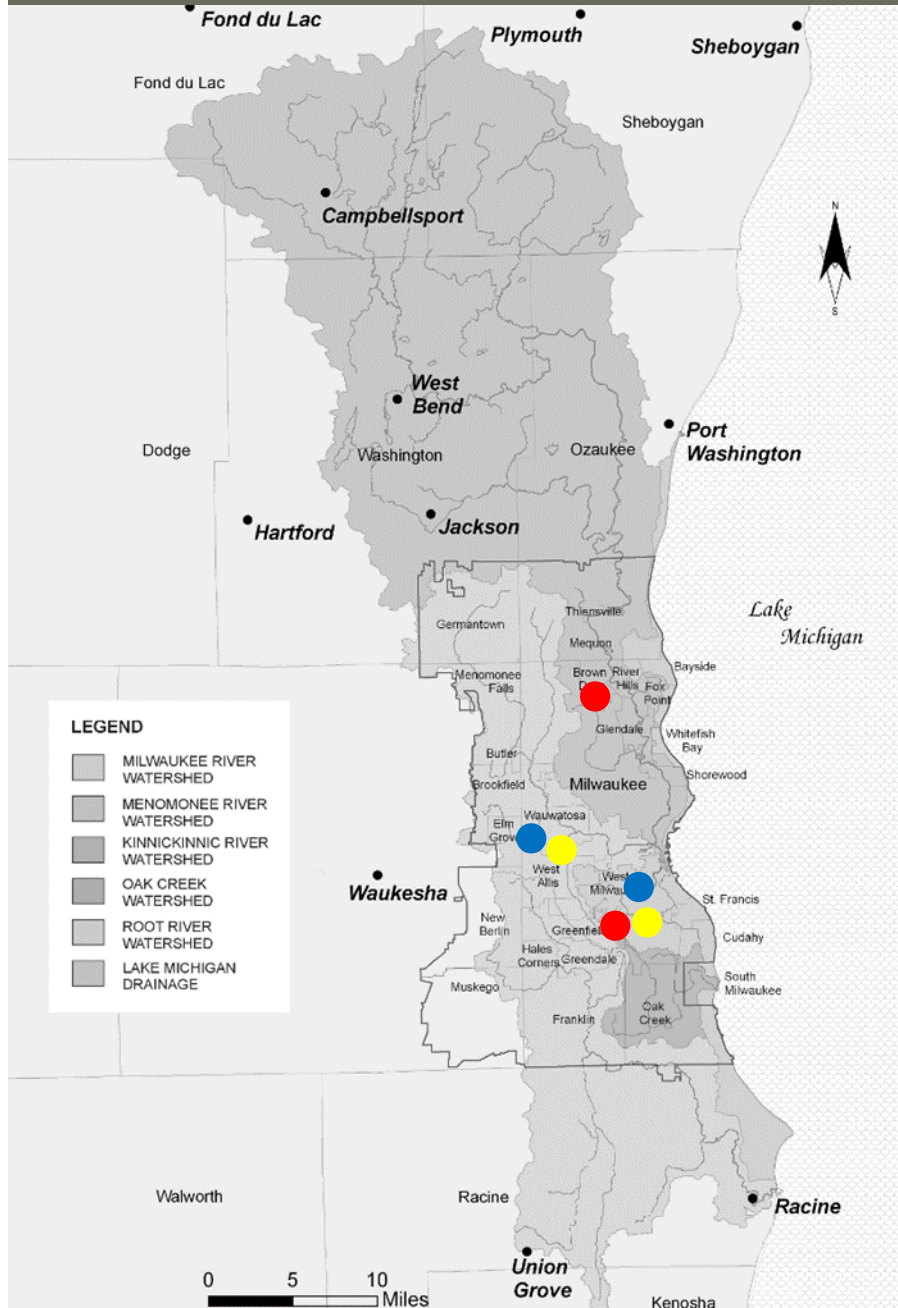 Fond du Lac
Plymouth
Sheboygan
Fond du Lac
Sheboygan
Campbellsport
N
S
West
Bend
Port
Washington
Dodge
Washington
Ozaukee
Hartford
Jackson
Lake
Michigan
Thiensville
Germantown
Mequon
Bayside
Menomonee
Falls
Brown
River
Hills
Fox
Point
Glendale
Whitefish
Bay
Butler
Milwaukee
Shorewood
Brookfield
Wauwatosa
Elm
Grove
West
Allis
West
Waukesha
St. Francis
New
Berlin
Greenfield
Cudahy
Hales
Corners
Greendale
South
Milwaukee
Muskego
Oak
Creek
Franklin
LEGEND
MILWAUKEE RIVER
WATERSHED
MENOMONEE RIVER
WATERSHED
KINNICKINNIC RIVER
WATERSHED
OAK CREEK
WATERSHED
ROOT RIVER
WATERSHED
LAKE MICHIGAN
DRAINAGE
Walworth
Racine
Racine
Union
Grove
0 5 10
Miles
Kenosha